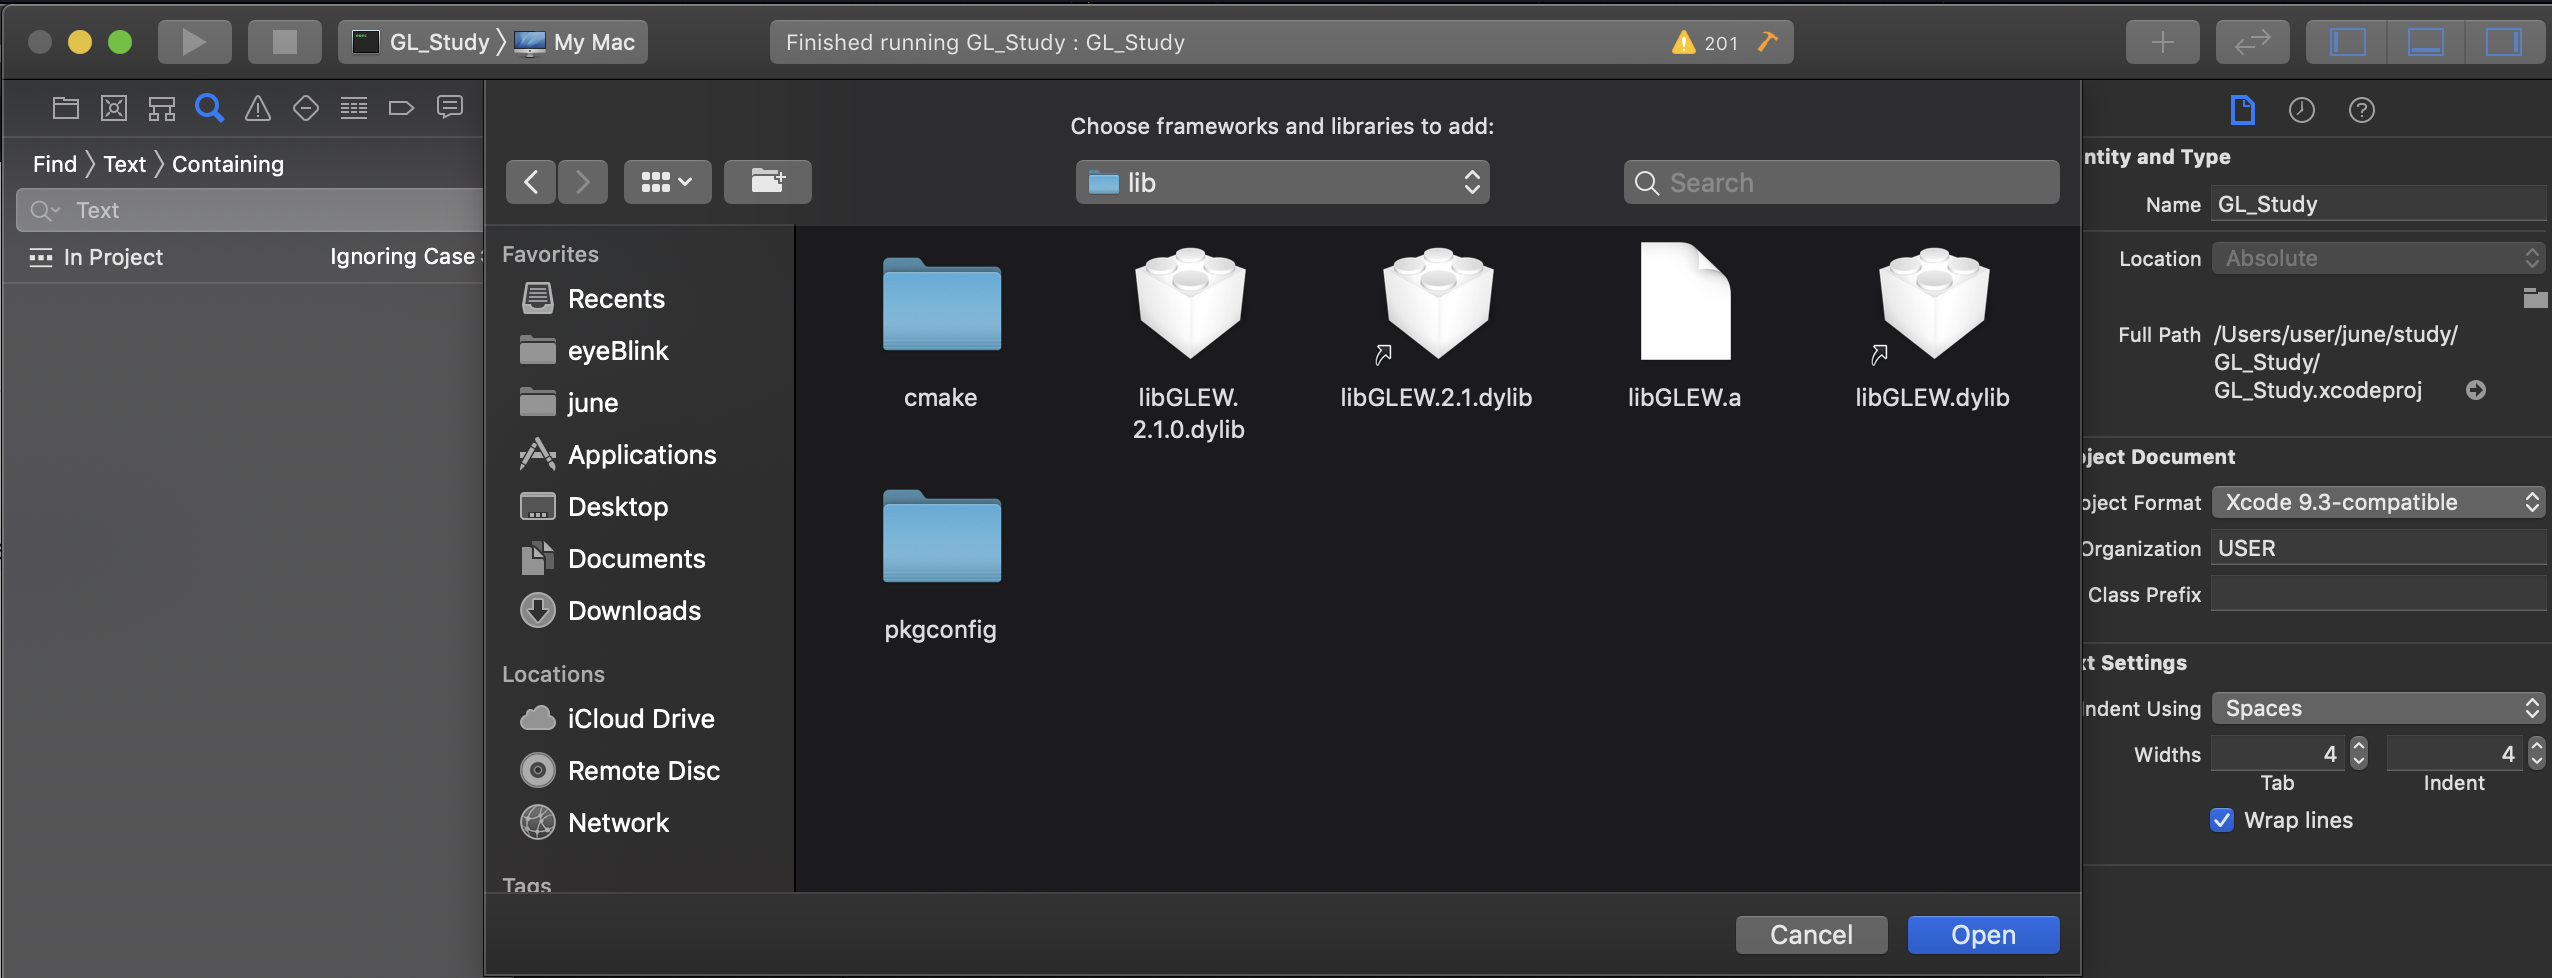 GL_Study 〉 My Mac
Finished running GL_Study : GL_Study
201
Find 〉 Text 〉 Containing
Text
In Project
Ignoring Case
Choose frameworks and libraries to add:
lib
Search
Favorites
Recents
eyeBlink
june
Applications
Desktop
Documents
Downloads
Locations
iCloud Drive
Remote Disc
Network
Tags
cmake
libGLEW.
2.1.0.dylib
libGLEW.2.1.dylib
libGLEW.a
libGLEW.dylib
pkgconfig
Cancel
Open
ntity and Type
Name GL_Study
Location Absolute
Full Path /Users/user/june/study/
GL_Study/
GL_Study.xcodeproj
ject Document
ject Format Xcode 9.3-compatible
Organization USER
Class Prefix
xt Settings
Indent Using Spaces
Widths 4 4
Tab Indent
Wrap lines